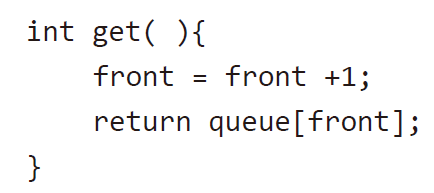 int get( ){
    front = front +1;
    return queue[front];
}